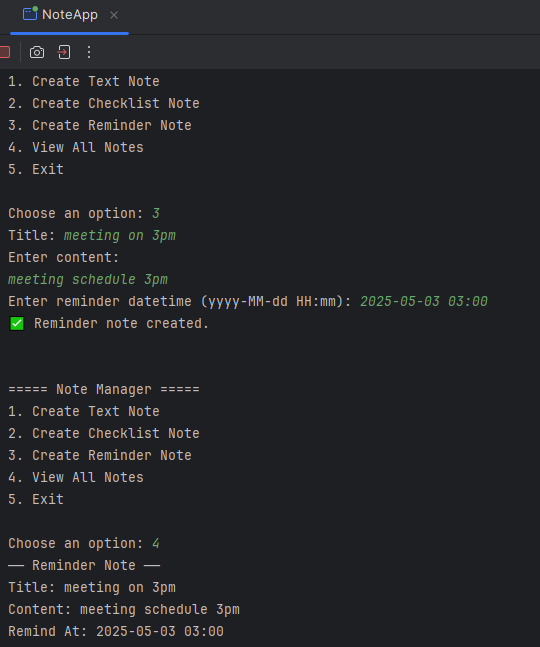 NoteApp
1. Create Text Note
2. Create Checklist Note
3. Create Reminder Note
4. View All Notes
5. Exit
Choose an option: 3
Title: meeting on 3pm
Enter content:
meeting schedule 3pm
Enter reminder datetime (yyyy-MM-dd HH:mm): 2025-05-03 03:00
✅ Reminder note created.
===== Note Manager =====
1. Create Text Note
2. Create Checklist Note
3. Create Reminder Note
4. View All Notes
5. Exit
Choose an option: 4
—— Reminder Note ——
Title: meeting on 3pm
Content: meeting schedule 3pm
Remind At: 2025-05-03 03:00